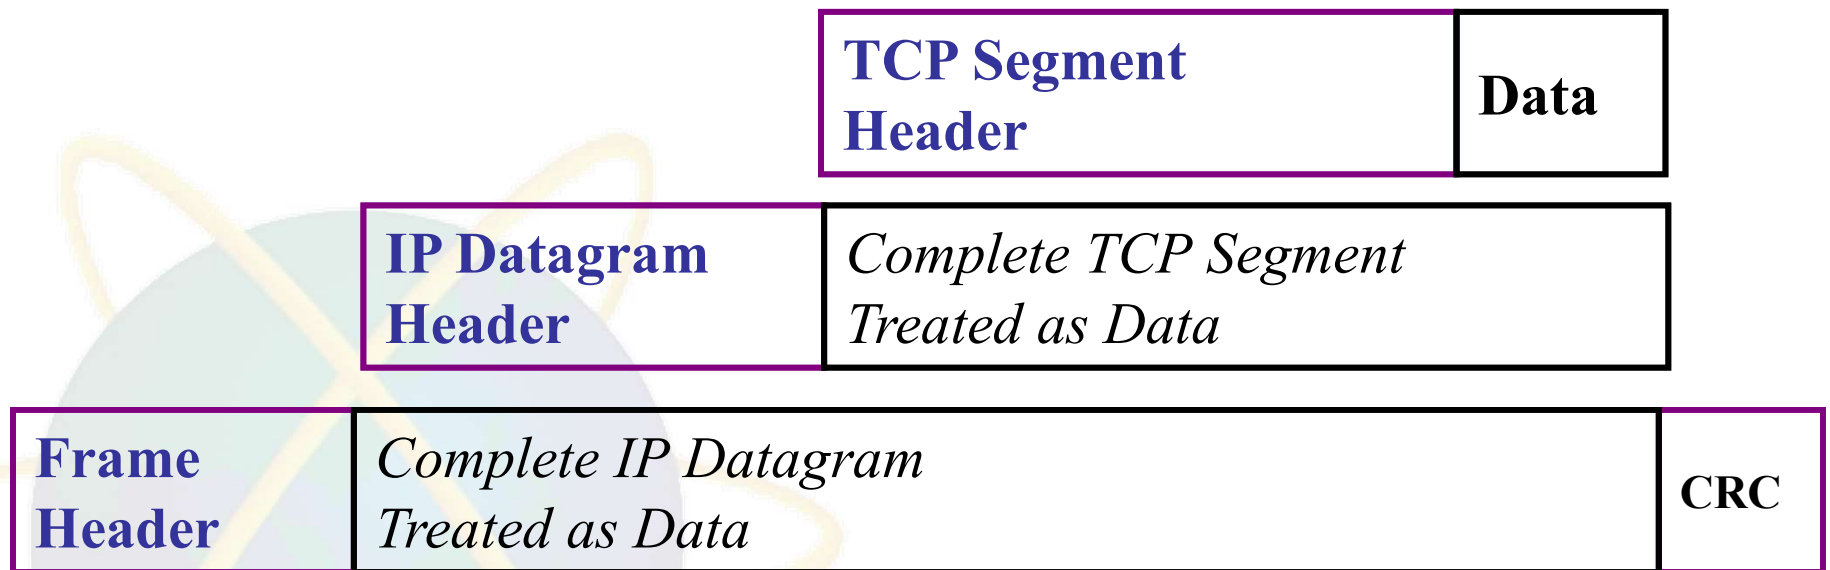 TCP Segment
Header
Data
IP Datagram
Header
Complete TCP Segment
Treated as Data
Frame
Header
Complete IP Datagram
Treated as Data
CRC